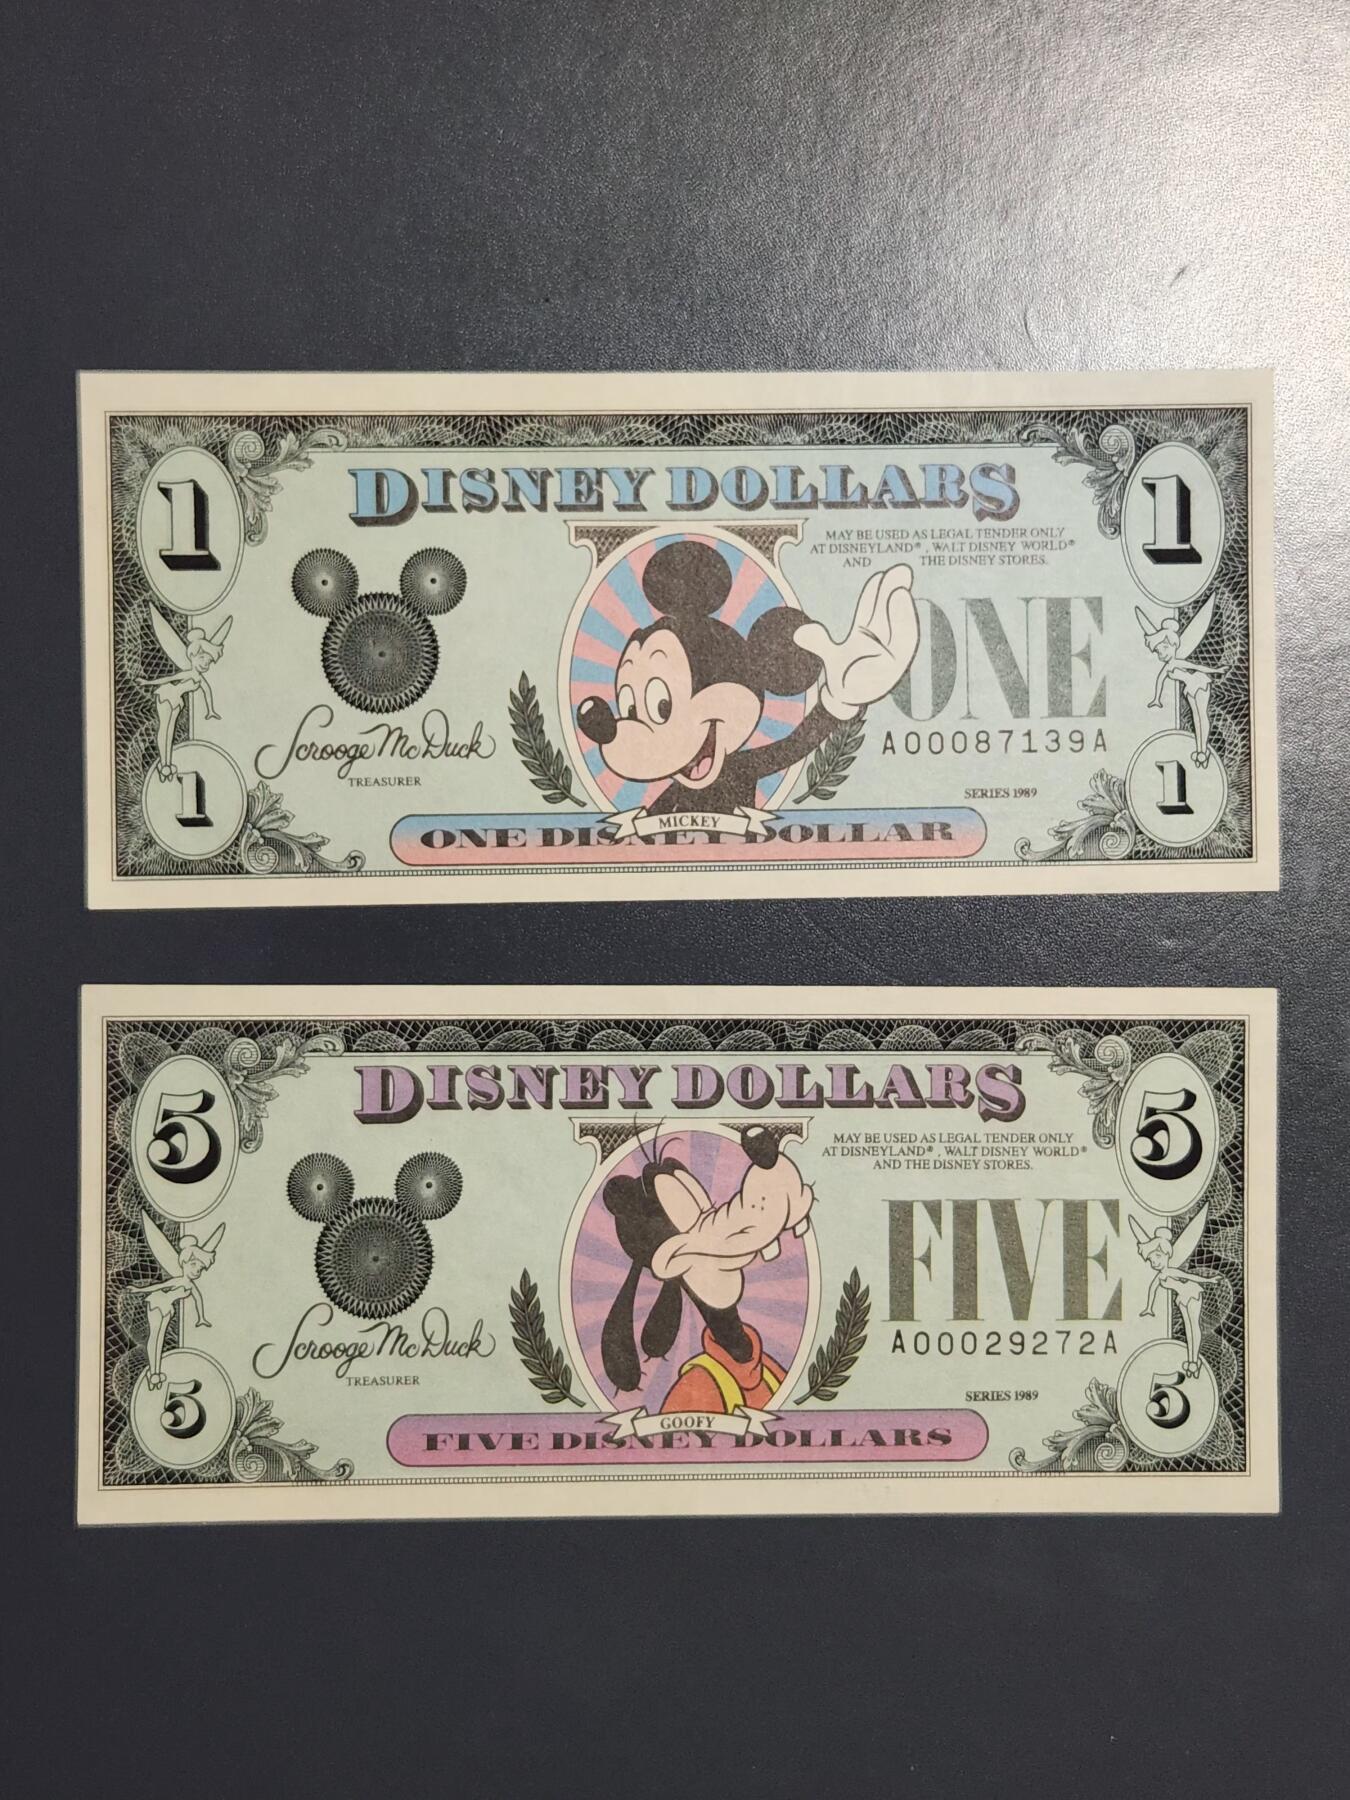 DISNEY DOLLARS
1
1
MAY BE USED AS LEGAL TENDER ONLY
AT DISNEYLAND®, WALT DISNEY WORLD®
AND THE DISNEY STORES.
ONE
Scrooge McDuck
TREASURER
A00087139A
SERIES 1989
1
1
MICKEY
ONE DISNEY DOLLAR
DISNEY DOLLARS
5
5
MAY BE USED AS LEGAL TENDER ONLY
AT DISNEYLAND®, WALT DISNEY WORLD®
AND THE DISNEY STORES.
FIVE
Scrooge McDuck
TREASURER
A00029272A
SERIES 1989
5
5
GOOFY
FIVE DISNEY DOLLARS